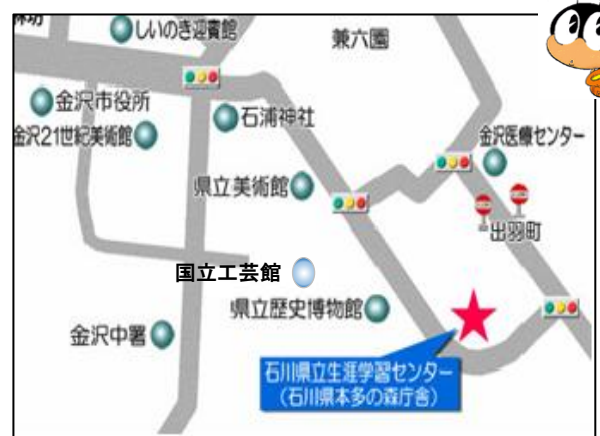 しいのき迎賓館
兼六園
金沢市役所
石浦神社
金沢21世紀美術館
金沢医療センター
県立美術館
出羽町
国立工芸館
県立歴史博物館
金沢中署
石川県立生涯学習センター
(石川県本多の森庁舎)